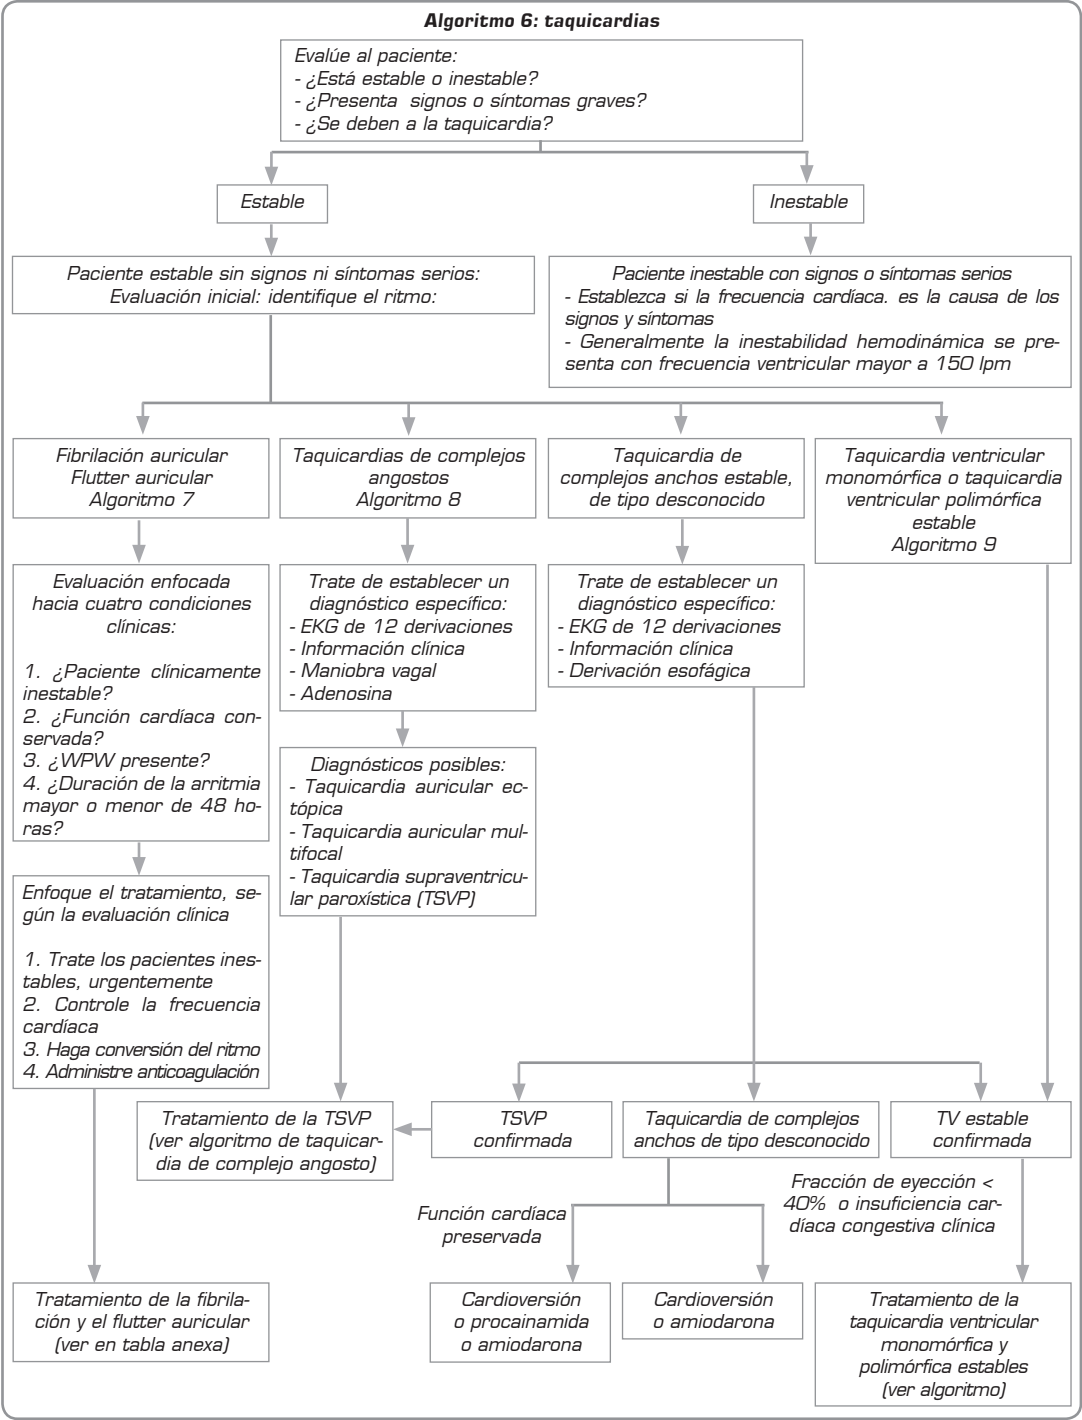 Algoritmo 6: taquicardias
Evalúe al paciente:
- ¿Está estable o inestable?
- ¿Presenta signos o síntomas graves?
- ¿Se deben a la taquicardia?
Estable
Inestable
Paciente estable sin signos ni síntomas serios:
Evaluación inicial: identifique el ritmo:
Paciente inestable con signos o síntomas serios
- Establezca si la frecuencia cardíaca. es la causa de los
signos y síntomas
- Generalmente la inestabilidad hemodinámica se pre-
senta con frecuencia ventricular mayor a 150 lpm
Fibrilación auricular
Flutter auricular
Algoritmo 7
Taquicardias de complejos
angostos
Algoritmo 8
Taquicardia de
complejos anchos estable,
de tipo desconocido
Taquicardia ventricular
monomórfica o taquicardia
ventricular polimórfica
estable
Algoritmo 9
Evaluación enfocada
hacia cuatro condiciones
clínicas:
1. ¿Paciente clínicamente
inestable?
2. ¿Función cardíaca con-
servada?
3. ¿WPW presente?
4. ¿Duración de la arritmia
mayor o menor de 48 ho-
ras?
Trate de establecer un
diagnóstico específico:
- EKG de 12 derivaciones
- Información clínica
- Maniobra vagal
- Adenosina
Trate de establecer un
diagnóstico específico:
- EKG de 12 derivaciones
- Información clínica
- Derivación esofágica
Diagnósticos posibles:
- Taquicardia auricular ec-
tópica
- Taquicardia auricular mul-
tifocal
- Taquicardia supraventricu-
lar paroxística (TSVP)
Enfoque el tratamiento, se-
gún la evaluación clínica
1. Trate los pacientes ines-
tables, urgentemente
2. Controle la frecuencia
cardíaca
3. Haga conversión del ritmo
4. Administre anticoagulación
Tratamiento de la TSVP
(ver algoritmo de taquicar-
dia de complejo angosto)
TSVP
confirmada
Taquicardia de complejos
anchos de tipo desconocido
TV estable
confirmada
Función cardíaca
preservada
Fracción de eyección <
40% o insuficiencia car-
díaca congestiva clínica
Tratamiento de la fibrila-
ción y el flutter auricular
(ver en tabla anexa)
Cardioversión
o procainamida
o amiodarona
Cardioversión
o amiodarona
Tratamiento de la
taquicardia ventricular
monomórfica y
polimórfica estables
(ver algoritmo)